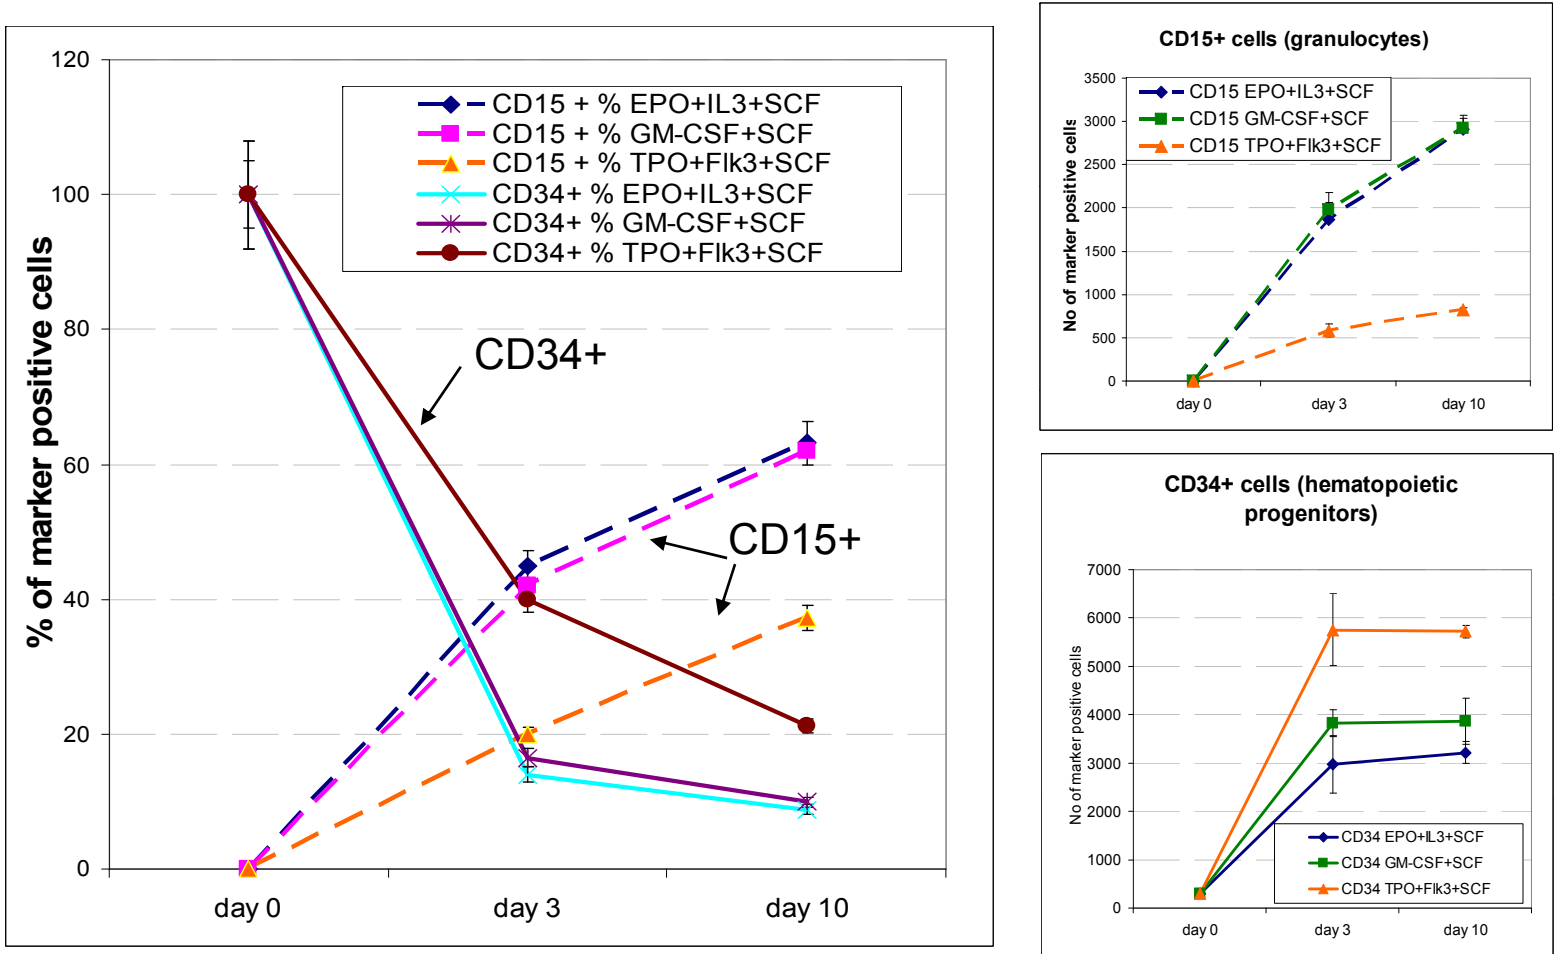 120
100
80
60
40
20
0
% of marker positive cells
CD15 + % EPO+IL3+SCF
CD15 + % GM-CSF+SCF
CD15 + % TPO+Flk3+SCF
CD34+ % EPO+IL3+SCF
CD34+ % GM-CSF+SCF
CD34+ % TPO+Flk3+SCF
CD34+
CD15+
day 0
day 3
day 10
CD15+ cells (granulocytes)
3500
3000
2500
2000
1500
1000
500
0
No of marker positive cells
CD15 EPO+IL3+SCF
CD15 GM-CSF+SCF
CD15 TPO+Flk3+SCF
day 0
day 3
day 10
CD34+ cells (hematopoietic
progenitors)
7000
6000
5000
4000
3000
2000
1000
0
No of marker positive cells
CD34 EPO+IL3+SCF
CD34 GM-CSF+SCF
CD34 TPO+Flk3+SCF
day 0
day 3
day 10